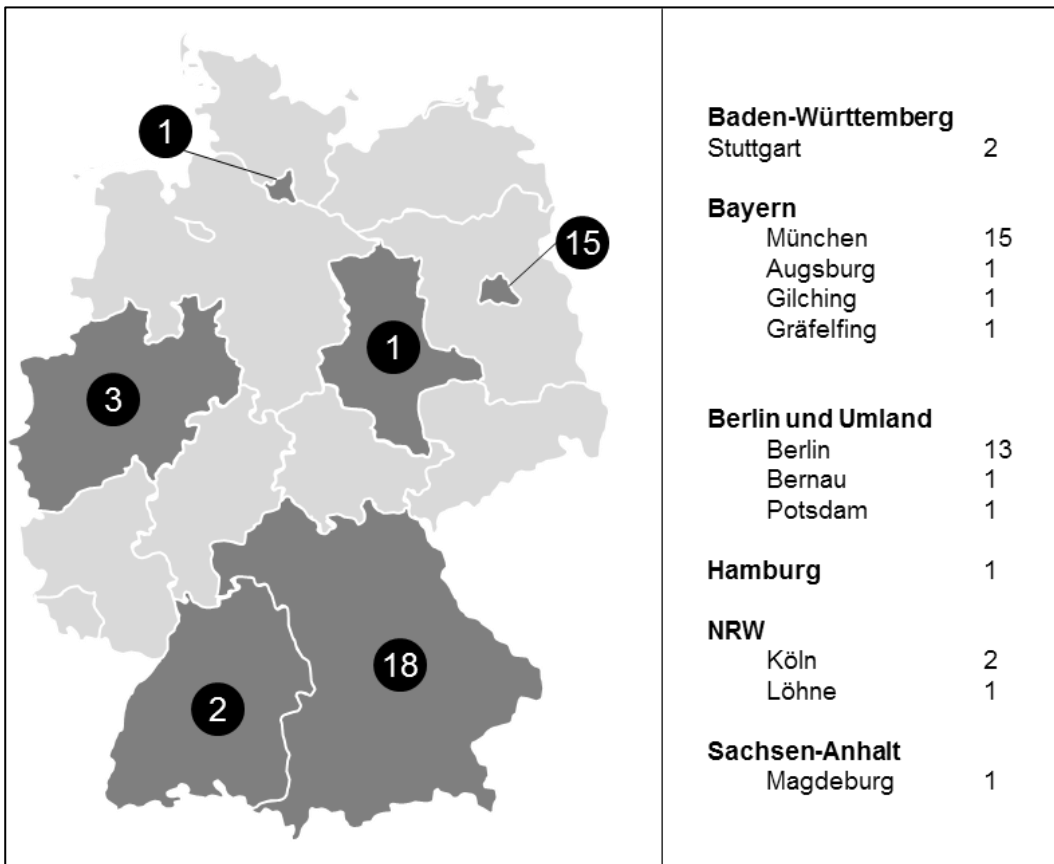 1
15
1
3
18
2
Baden-Württemberg
Stuttgart 2
Bayern
München 15
Augsburg 1
Gilching 1
Gräfelfing 1
Berlin und Umland
Berlin 13
Bernau 1
Potsdam 1
Hamburg 1
NRW
Köln 2
Löhne 1
Sachsen-Anhalt
Magdeburg 1